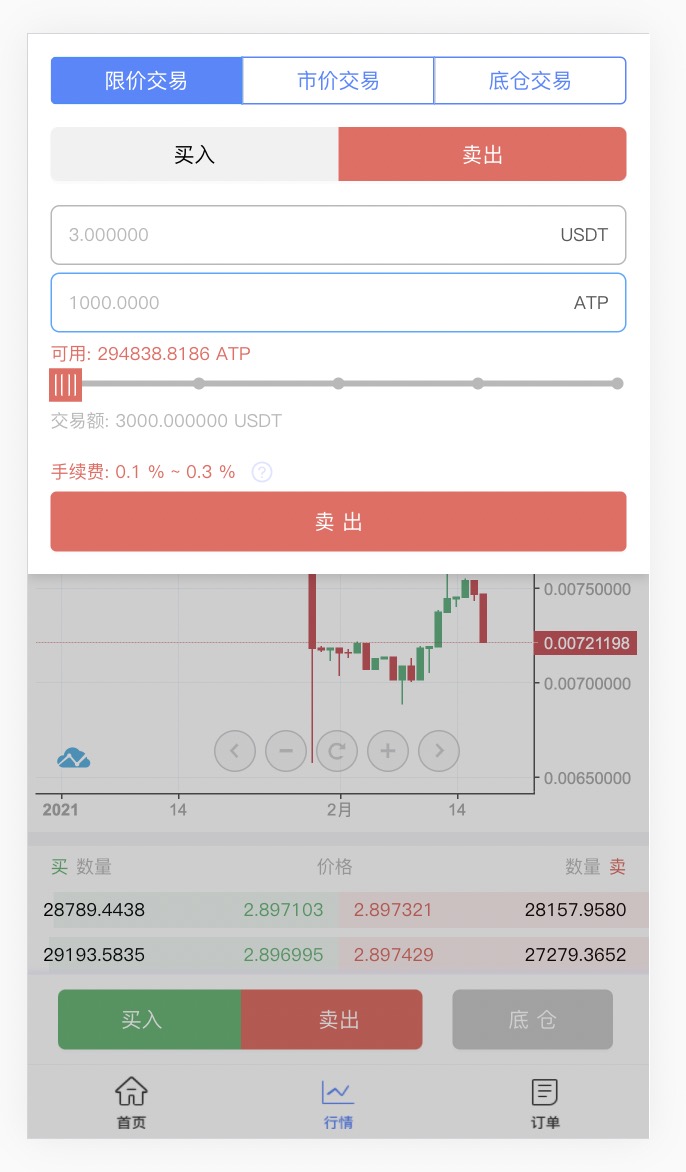 限价交易 市价交易 底仓交易
买入 卖出
3.000000 USDT
1000.0000 ATP
可用: 294838.8186 ATP
交易额: 3000.000000 USDT
手续费: 0.1 % ~ 0.3 % ?
卖 出
0.00750000
0.00721198
0.00700000
0.00650000
2021 14 2月 14
买 数量 价格 数量 卖
28789.4438 2.897103 2.897321 28157.9580
29193.5835 2.896995 2.897429 27279.3652
买入 卖出 底 仓
首页 行情 订单